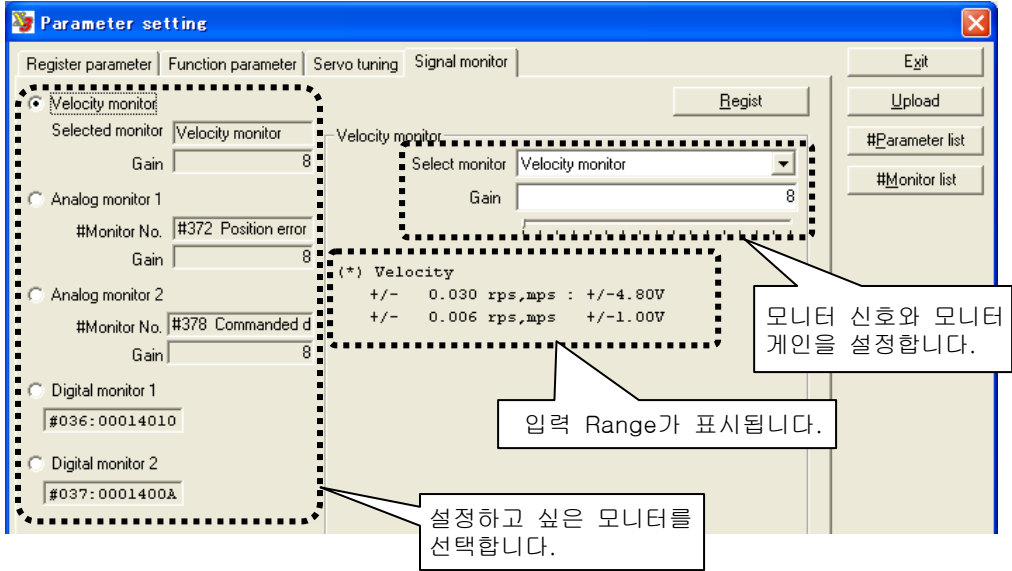 Parameter setting
Register parameter Function parameter Servo tuning Signal monitor
Exit
Upload
#Parameter list
#Monitor list
Regist
Velocity monitor
Selected monitor Velocity monitor
Gain 8
Analog monitor 1
#Monitor No. #372 Position error
Gain 8
Analog monitor 2
#Monitor No. #378 Commanded d
Gain 8
Digital monitor 1
#036:00014010
Digital monitor 2
#037:0001400A
Velocity monitor
Select monitor Velocity monitor
Gain 8
(*) Velocity
+/- 0.030 rps,mps : +/-4.80V
+/- 0.006 rps,mps +/-1.00V
모니터 신호와 모니터
게인을 설정합니다.
입력 Range가 표시됩니다.
설정하고 싶은 모니터를
선택합니다.